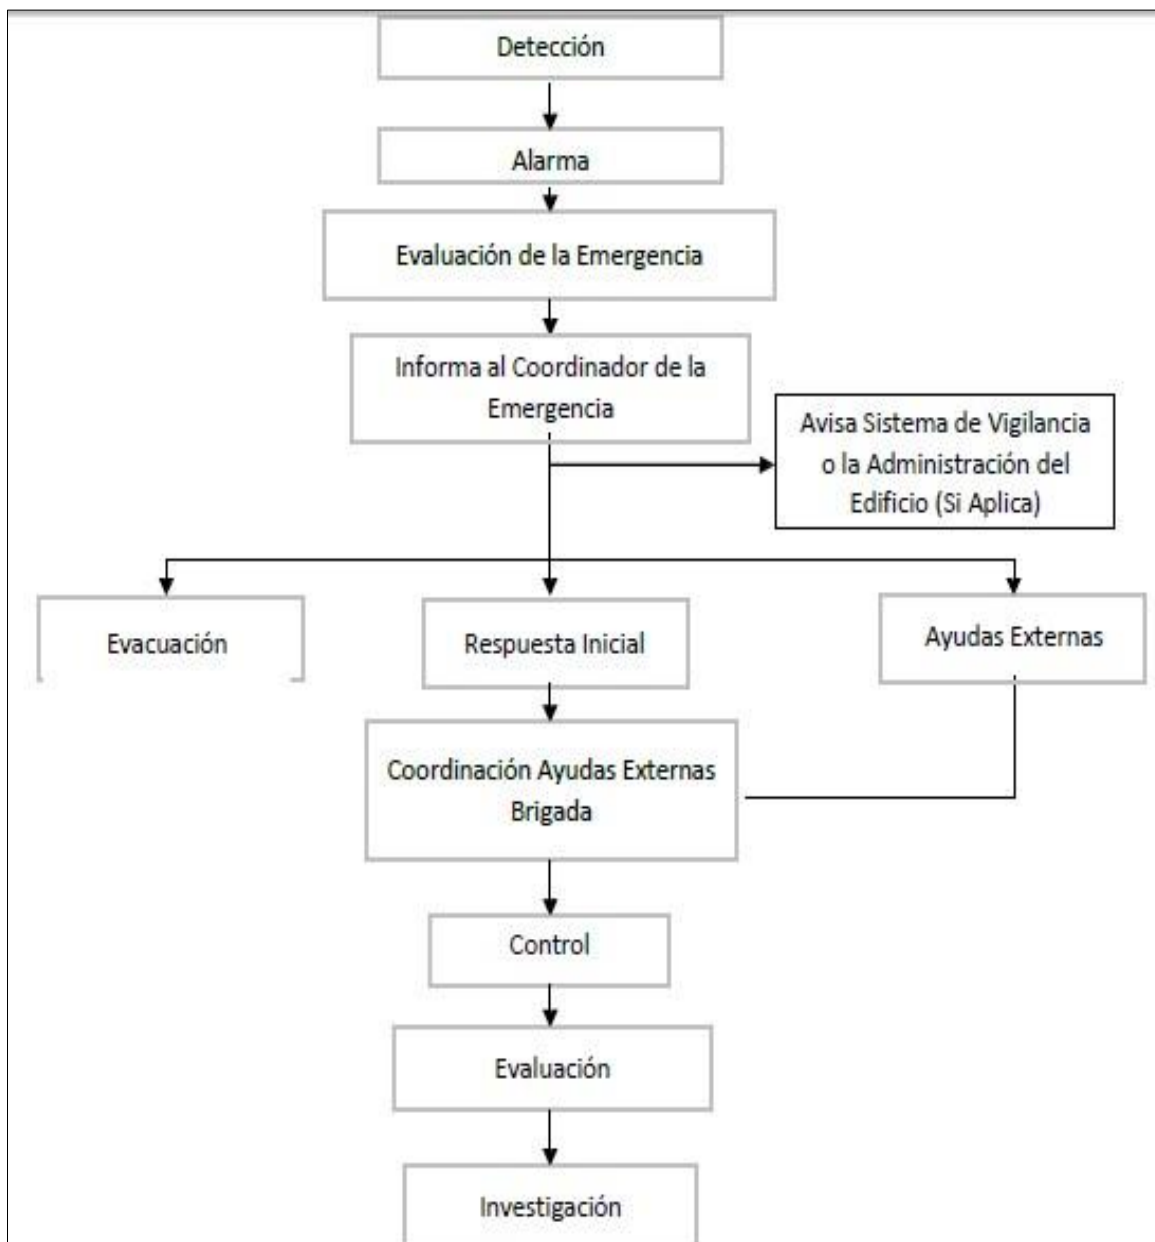 Detección
Alarma
Evaluación de la Emergencia
Informa al Coordinador de la
Emergencia
Avisa Sistema de Vigilancia
o la Administración del
Edificio (Si Aplica)
Evacuación
Respuesta Inicial
Ayudas Externas
Coordinación Ayudas Externas
Brigada
Control
Evaluación
Investigación